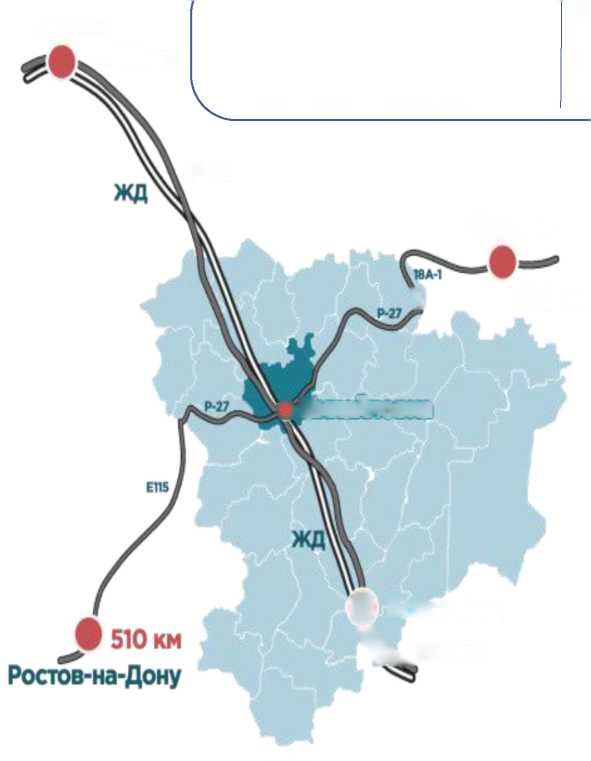 ЖД
18А-1
Р-27
Р-27
Е115
ЖД
510 км
Ростов-на-Дону